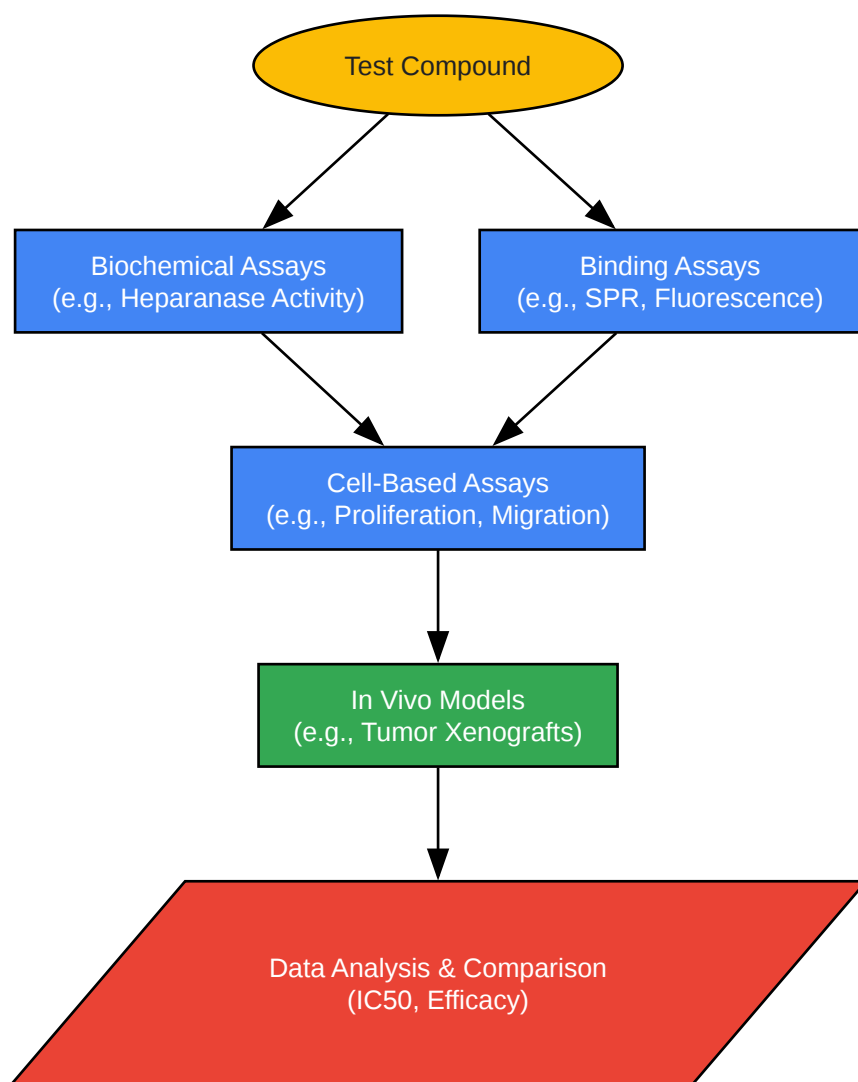 Test Compound
Biochemical Assays
(e.g., Heparanase Activity)
Binding Assays
(e.g., SPR, Fluorescence)
Cell-Based Assays
(e.g., Proliferation, Migration)
In Vivo Models
(e.g., Tumor Xenografts)
Data Analysis & Comparison
(IC50, Efficacy)